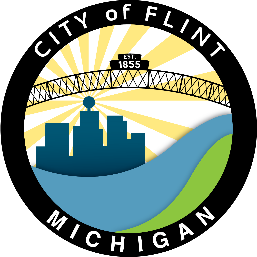 CITY of FLINT
EST.
1855
MICHIGAN